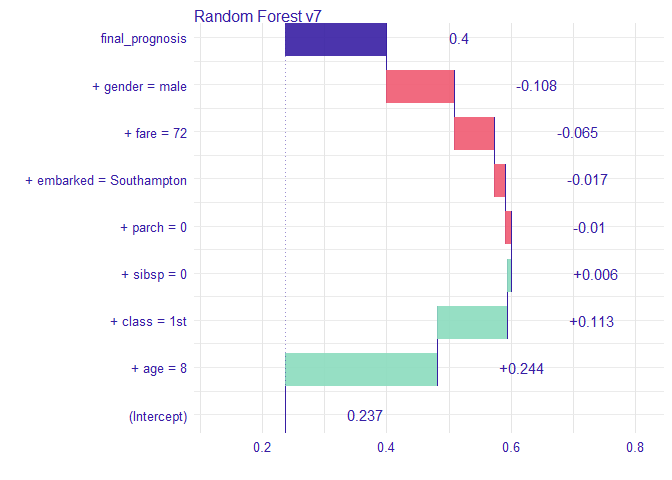 Random Forest v7
final_prognosis 0.4
+ gender = male -0.108
+ fare = 72 -0.065
+ embarked = Southampton -0.017
+ parch = 0 -0.01
+ sibsp = 0 +0.006
+ class = 1st +0.113
+ age = 8 +0.244
(Intercept) 0.237
0.2 0.4 0.6 0.8